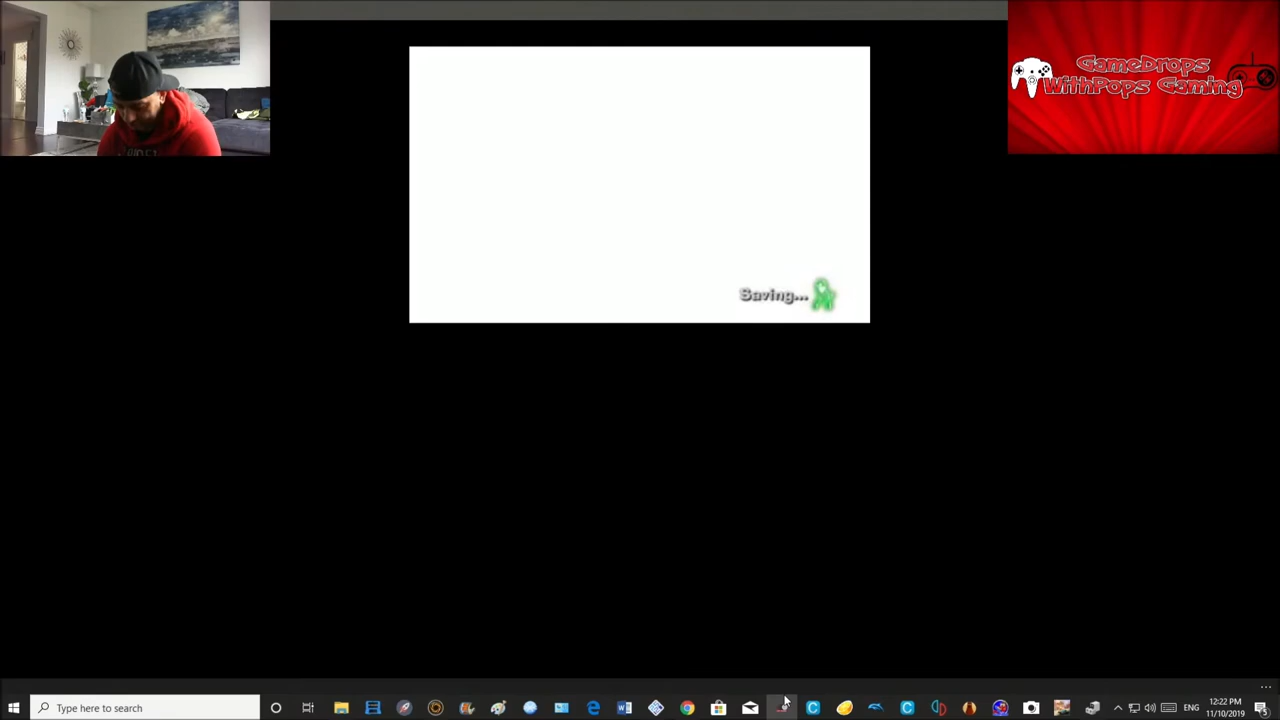 GameDrops
WithPops Gaming
Saving...
Type here to search
ENG
12:22 PM
11/10/2019